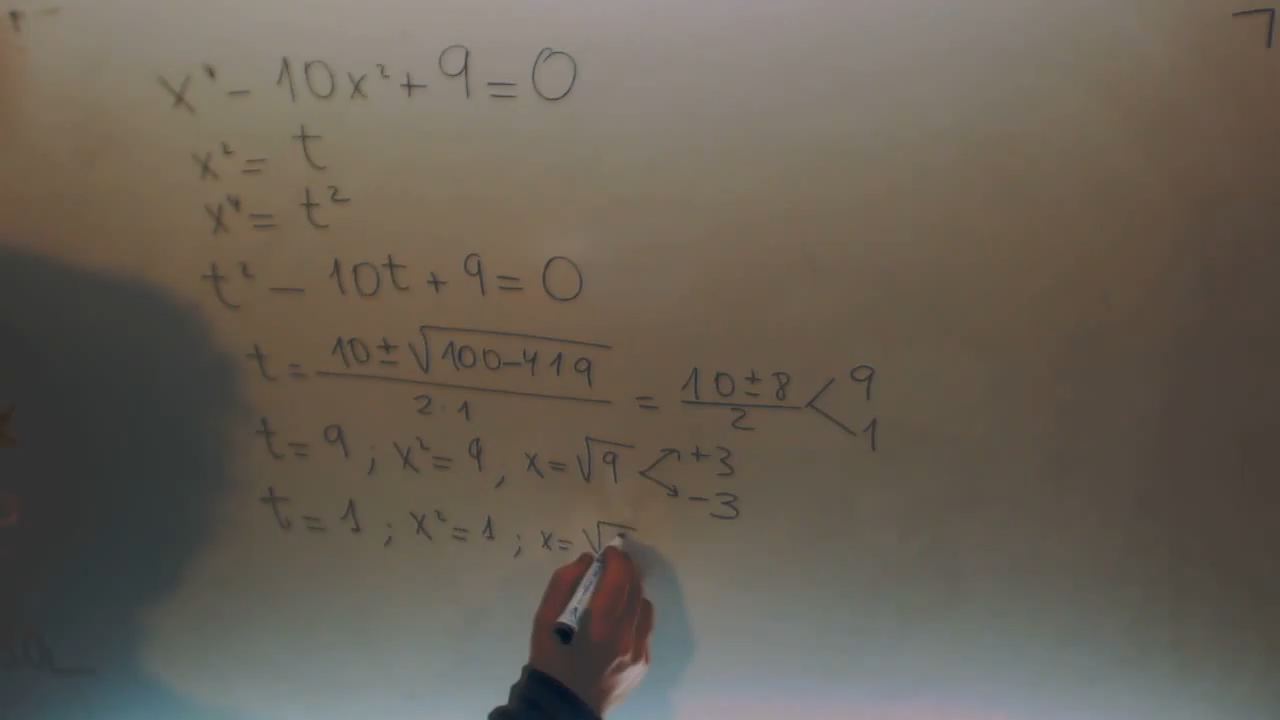 x⁴ - 10x² + 9 = 0
x² = t
x⁴ = t²
t² - 10t + 9 = 0
t = (10 ± √(100-4·1·9)) / (2·1) = (10 ± 8) / 2 < 9 1
t = 9 ; x² = 9 , x = √9 < +3 -3
t = 1 ; x² = 1 ; x = √